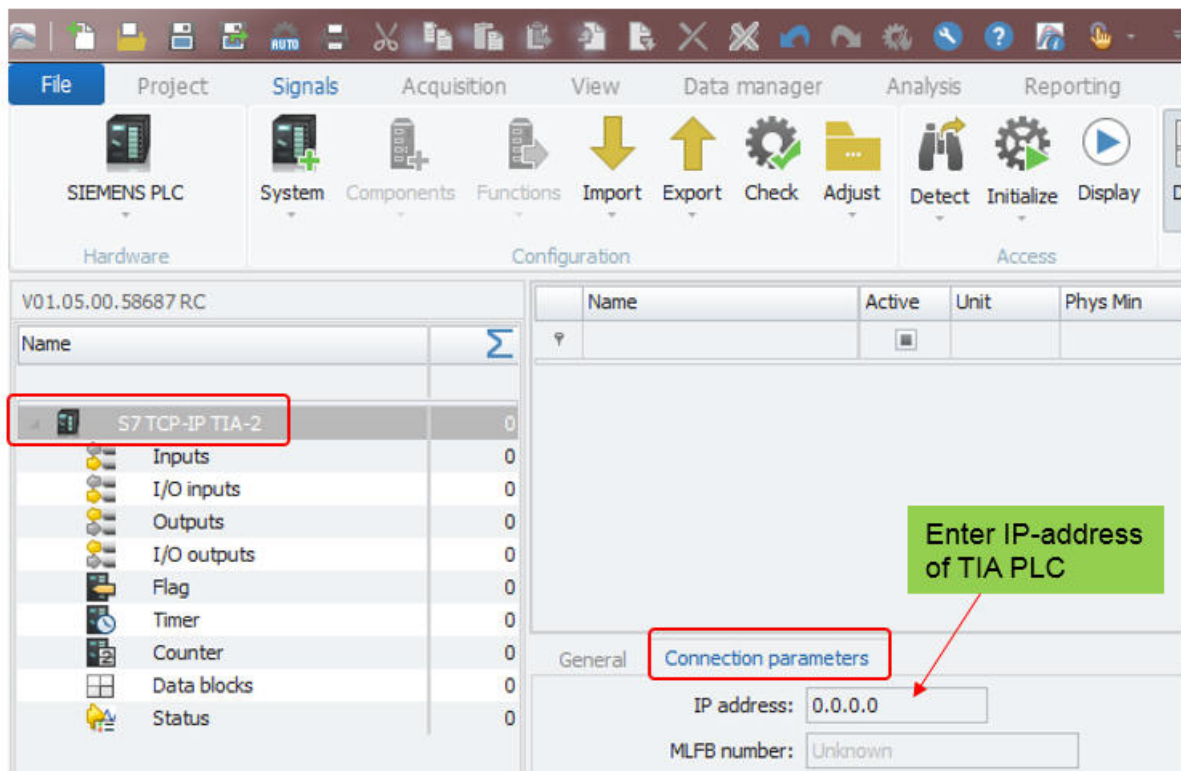 AUTO
File Project Signals Acquisition View Data manager Analysis Reporting
SIEMENS PLC System Components Functions Import Export Check Adjust Detect Initialize Display D
Hardware Configuration Access
V01.05.00.58687 RC
Name Active Unit Phys Min
Name Σ
S7 TCP-IP TIA-2 0
Inputs 0
I/O inputs 0
Outputs 0
I/O outputs 0
Flag 0
Timer 0
Counter 0
Data blocks 0
Status 0
Enter IP-address
of TIA PLC
General Connection parameters
IP address: 0.0.0.0
MLFB number: Unknown